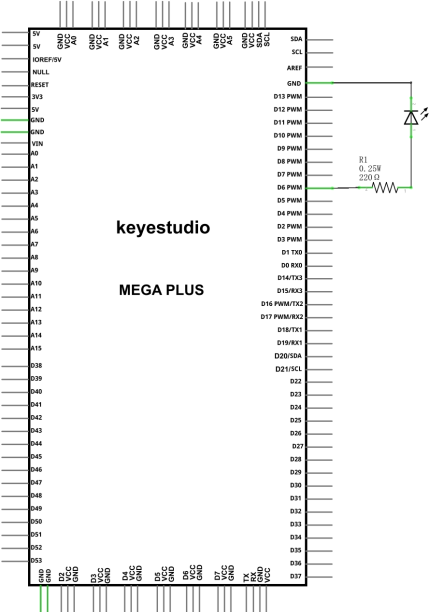 GND VCC A0
GND VCC A1
GND VCC A2
GND VCC A3
GND VCC A4
GND VCC A5
GND VCC SDA SCL
5V
5V
IOREF/5V
NULL
RESET
3V3
5V
GND
GND
VIN
A0
A1
A2
A3
A4
A5
A6
A7
A8
A9
A10
A11
A12
A13
A14
A15
D38
D39
D40
D41
D42
D43
D44
D45
D46
D47
D48
D49
D50
D51
D52
D53
keyestudio
MEGA PLUS
SDA
SCL
AREF
GND
D13 PWM
D12 PWM
D11 PWM
D10 PWM
D9 PWM
D8 PWM
D7 PWM
D6 PWM
D5 PWM
D4 PWM
D2 PWM
D3 PWM
D1 TX0
D0 RX0
D14/TX3
D15/RX3
D16 PWM/TX2
D17 PWM/RX2
D18/TX1
D19/RX1
D20/SDA
D21/SCL
D22
D23
D24
D25
D26
D27
D28
D29
D30
D31
D32
D33
D34
D35
D36
D37
R1
0.25W
220Ω
GND GND
D2 VCC GND
D3 VCC GND
D4 VCC GND
D5 VCC GND
D6 VCC GND
D7 VCC GND
TX RX GND VCC